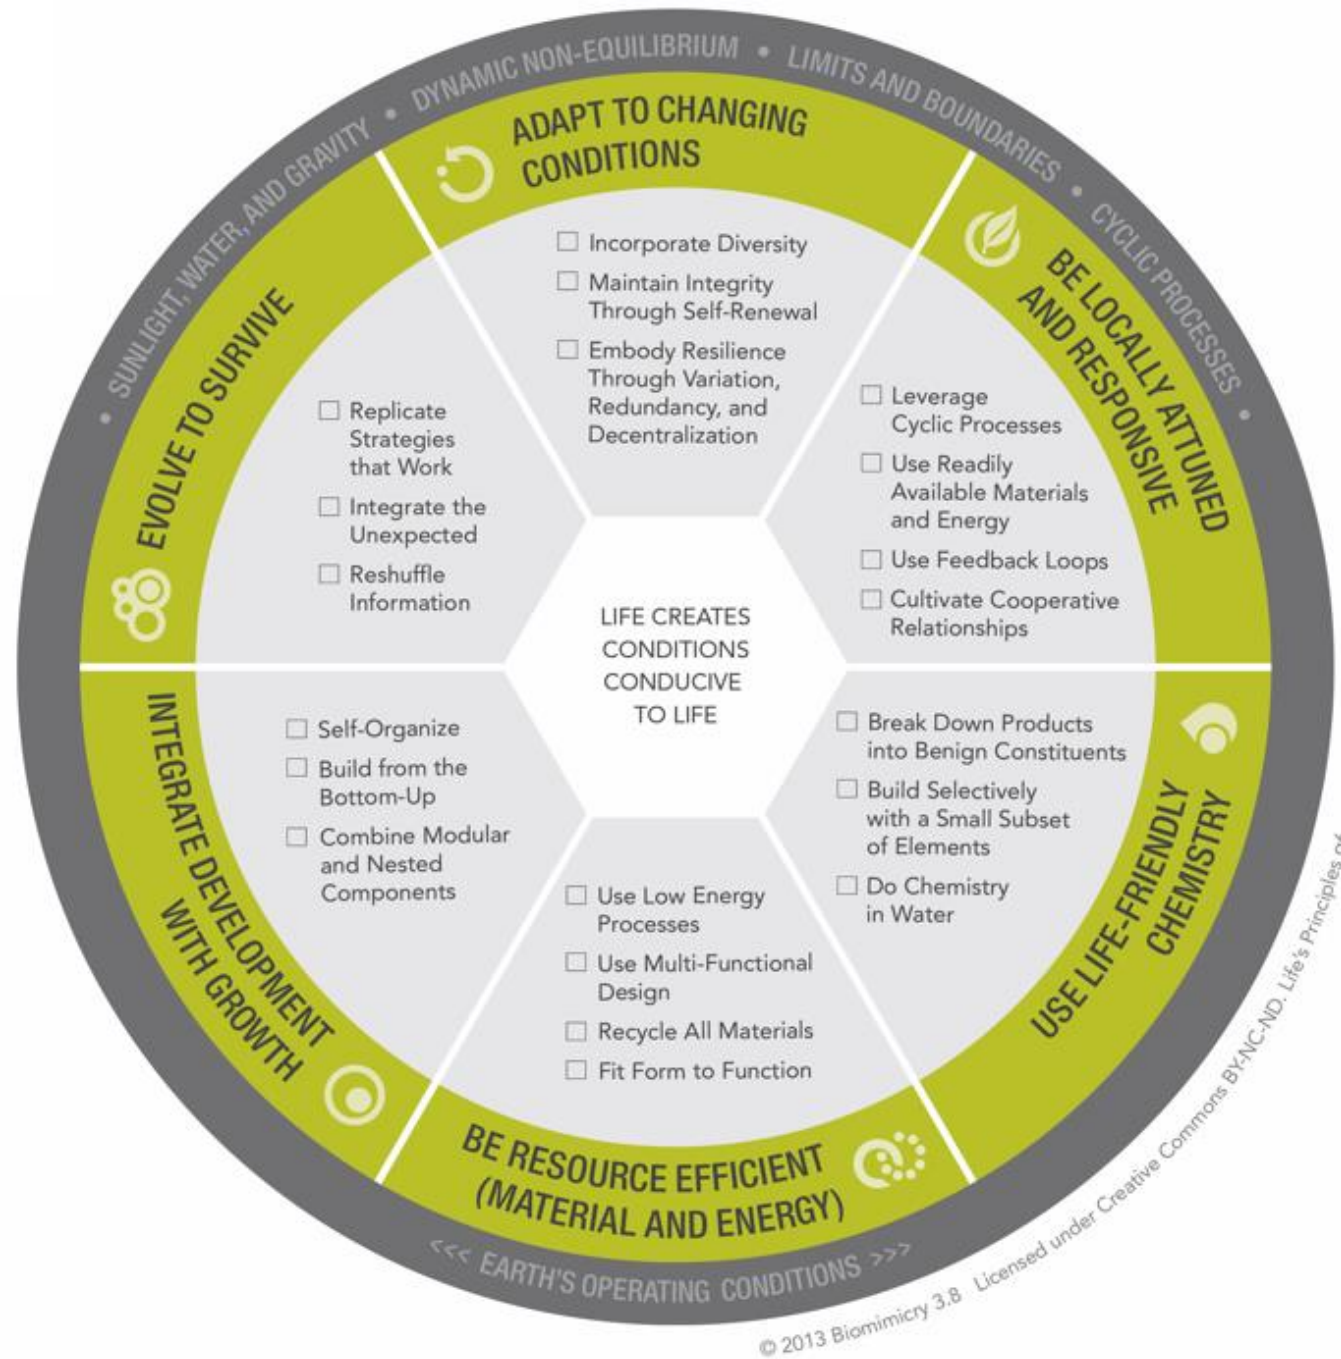 • SUNLIGHT, WATER, AND GRAVITY • DYNAMIC NON-EQUILIBRIUM • LIMITS AND BOUNDARIES • CYCLIC PROCESSES •
ADAPT TO CHANGING
CONDITIONS
Incorporate Diversity
Maintain Integrity
Through Self-Renewal
Embody Resilience
Through Variation,
Redundancy, and
Decentralization
BE LOCALLY ATTUNED
AND RESPONSIVE
Leverage
Cyclic Processes
Use Readily
Available Materials
and Energy
Use Feedback Loops
Cultivate Cooperative
Relationships
USE LIFE-FRIENDLY
CHEMISTRY
Break Down Products
into Benign Constituents
Build Selectively
with a Small Subset
of Elements
Do Chemistry
in Water
BE RESOURCE EFFICIENT
(MATERIAL AND ENERGY)
Use Low Energy
Processes
Use Multi-Functional
Design
Recycle All Materials
Fit Form to Function
INTEGRATE DEVELOPMENT
WITH GROWTH
Self-Organize
Build from the
Bottom-Up
Combine Modular
and Nested
Components
EVOLVE TO SURVIVE
Replicate
Strategies
that Work
Integrate the
Unexpected
Reshuffle
Information
LIFE CREATES
CONDITIONS
CONDUCIVE
TO LIFE
<<< EARTH'S OPERATING CONDITIONS >>>
© 2013 Biomimicry 3.8 Licensed under Creative Commons BY-NC-ND. Life's Principles of